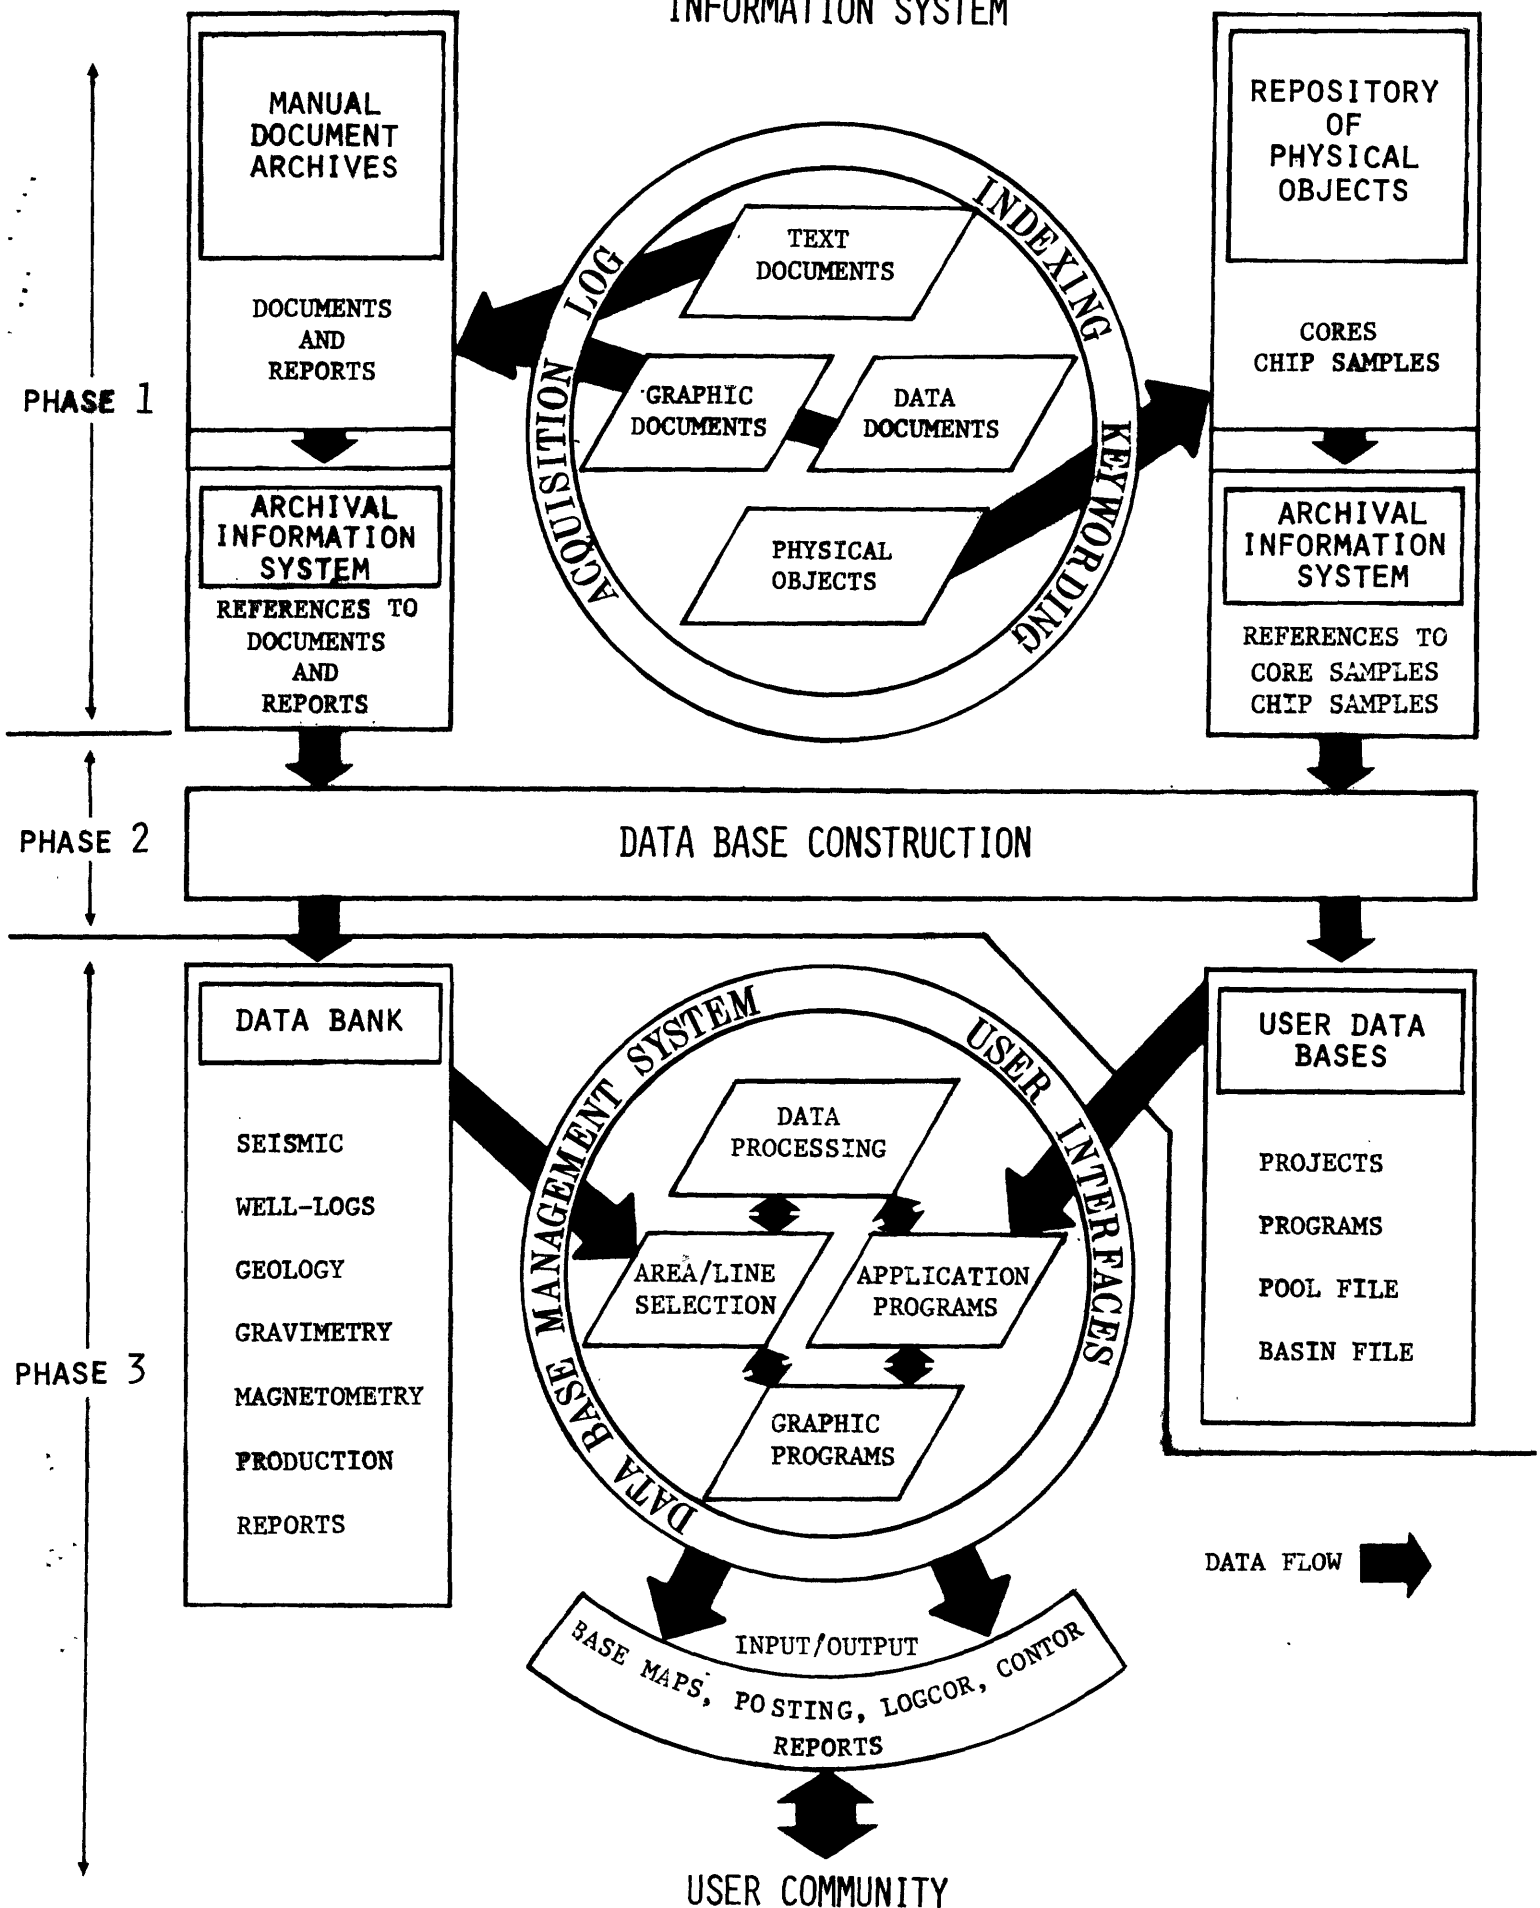 INFORMATION SYSTEM
PHASE 1
MANUAL
DOCUMENT
ARCHIVES
DOCUMENTS
AND
REPORTS
ARCHIVAL
INFORMATION
SYSTEM
REFERENCES TO
DOCUMENTS
AND
REPORTS
ACQUISITION LOG
INDEXING
KEYWORDING
TEXT
DOCUMENTS
GRAPHIC
DOCUMENTS
DATA
DOCUMENTS
PHYSICAL
OBJECTS
REPOSITORY
OF
PHYSICAL
OBJECTS
CORES
CHIP SAMPLES
ARCHIVAL
INFORMATION
SYSTEM
REFERENCES TO
CORE SAMPLES
CHIP SAMPLES
PHASE 2
DATA BASE CONSTRUCTION
PHASE 3
DATA BANK
SEISMIC
WELL-LOGS
GEOLOGY
GRAVIMETRY
MAGNETOMETRY
PRODUCTION
REPORTS
DATA BASE MANAGEMENT SYSTEM
USER INTERFACES
DATA
PROCESSING
AREA/LINE
SELECTION
APPLICATION
PROGRAMS
GRAPHIC
PROGRAMS
USER DATA
BASES
PROJECTS
PROGRAMS
POOL FILE
BASIN FILE
DATA FLOW
INPUT/OUTPUT
BASE MAPS, POSTING, LOGCOR, CONTOR
REPORTS
USER COMMUNITY